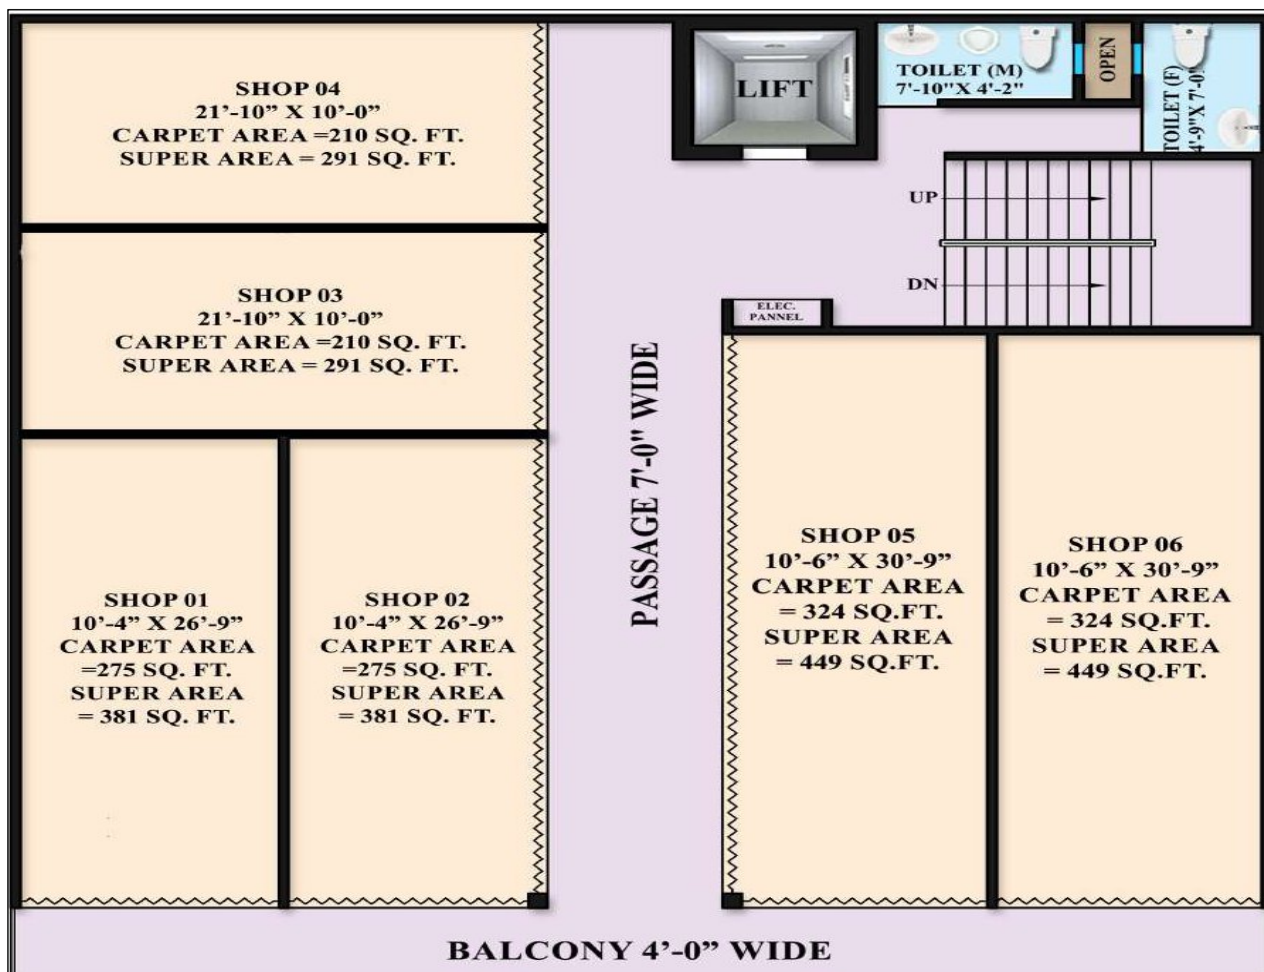 SHOP 04
21'-10" X 10'-0"
CARPET AREA =210 SQ. FT.
SUPER AREA = 291 SQ. FT.
LIFT
TOILET (M)
7'-10"X 4'-2"
OPEN
TOILET (F)
4'-9"X 7'-0"
UP
DN
SHOP 03
21'-10" X 10'-0"
CARPET AREA =210 SQ. FT.
SUPER AREA = 291 SQ. FT.
ELEC.
PANNEL
PASSAGE 7'-0" WIDE
SHOP 01
10'-4" X 26'-9"
CARPET AREA
=275 SQ. FT.
SUPER AREA
= 381 SQ. FT.
SHOP 02
10'-4" X 26'-9"
CARPET AREA
=275 SQ. FT.
SUPER AREA
= 381 SQ. FT.
SHOP 05
10'-6" X 30'-9"
CARPET AREA
= 324 SQ.FT.
SUPER AREA
= 449 SQ.FT.
SHOP 06
10'-6" X 30'-9"
CARPET AREA
= 324 SQ.FT.
SUPER AREA
= 449 SQ.FT.
BALCONY 4'-0" WIDE